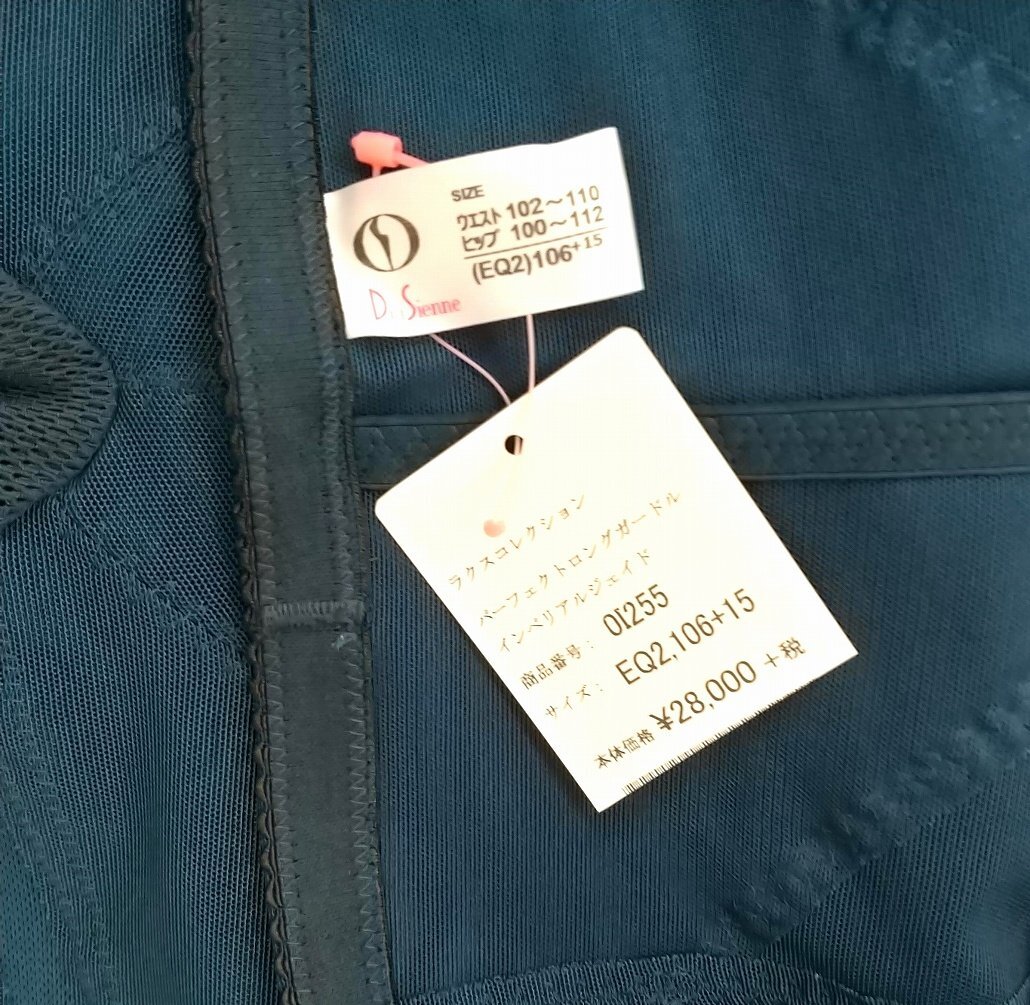 SIZE
ウエスト 102～110
ヒップ 100～112
(EQ2)106+15
Sienne
ラクスコレクション
パーフェクトロングガードル
インペリアルジェイド
商品番号： 0I255
サイズ： EQ2,106+15
本体価格 ¥28,000 +税